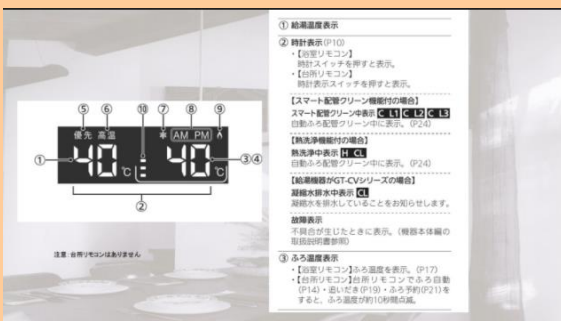 ⑤ ⑥ ⑩ ⑦ ⑧ ⑨
優先 高温 AM PM
① 40℃ 40℃ ③④
②
注意:台所リモコンはありません
① 給湯温度表示
② 時計表示(P10)
・【浴室リモコン】
時計スイッチを押すと表示。
・【台所リモコン】
時計表示スイッチを押すと表示。
【スマート配管クリーン機能付の場合】
スマート配管クリーン中表示 C L1 C L2 C L3
自動ふろ配管クリーン中に表示。(P24)
【熱洗浄機能付の場合】
熱洗浄中表示 H CL
自動ふろ配管クリーン中に表示。(P24)
【給湯機器がGT-CVシリーズの場合】
凝縮水排水中表示 CL
凝縮水を排水していることをお知らせします。
故障表示
不具合が生じたときに表示。(機器本体編の
取扱説明書参照)
③ ふろ温度表示
・【浴室リモコン】ふろ温度を表示。(P17)
・【台所リモコン】台所リモコンでふろ自動
(P14)・追いだき(P19)・ふろ予約(P21)を
すると、ふろ温度が約10秒間点滅。